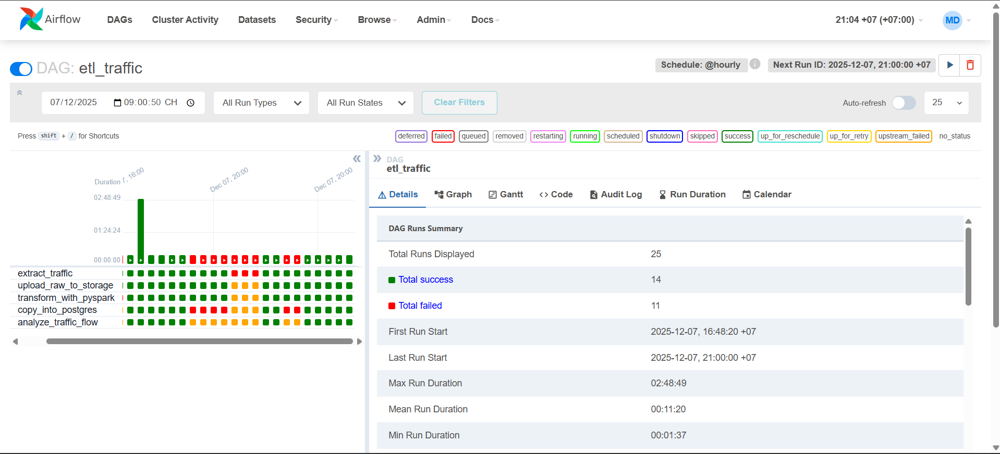 Airflow
DAGs
Cluster Activity
Datasets
Security
Browse
Admin
Docs
21:04 +07 (+07:00)
MD
DAG: etl_traffic
Schedule: @hourly
i
Next Run ID: 2025-12-07, 21:00:00 +07
07/12/2025 09:00:50 CH
All Run Types
All Run States
Clear Filters
Auto-refresh
25
Press shift + / for Shortcuts
deferred
failed
queued
removed
restarting
running
scheduled
shutdown
skipped
success
up_for_reschedule
up_for_retry
upstream_failed
no_status
Duration
7, 16:00
Dec 07, 20:00
Dec 07, 20:00
02:48:49
01:24:24
00:00:00
extract_traffic
upload_raw_to_storage
transform_with_pyspark
copy_into_postgres
analyze_traffic_flow
DAG
etl_traffic
Details
Graph
Gantt
Code
Audit Log
Run Duration
Calendar
DAG Runs Summary
Total Runs Displayed 25
Total success 14
Total failed 11
First Run Start 2025-12-07, 16:48:20 +07
Last Run Start 2025-12-07, 21:00:00 +07
Max Run Duration 02:48:49
Mean Run Duration 00:11:20
Min Run Duration 00:01:37